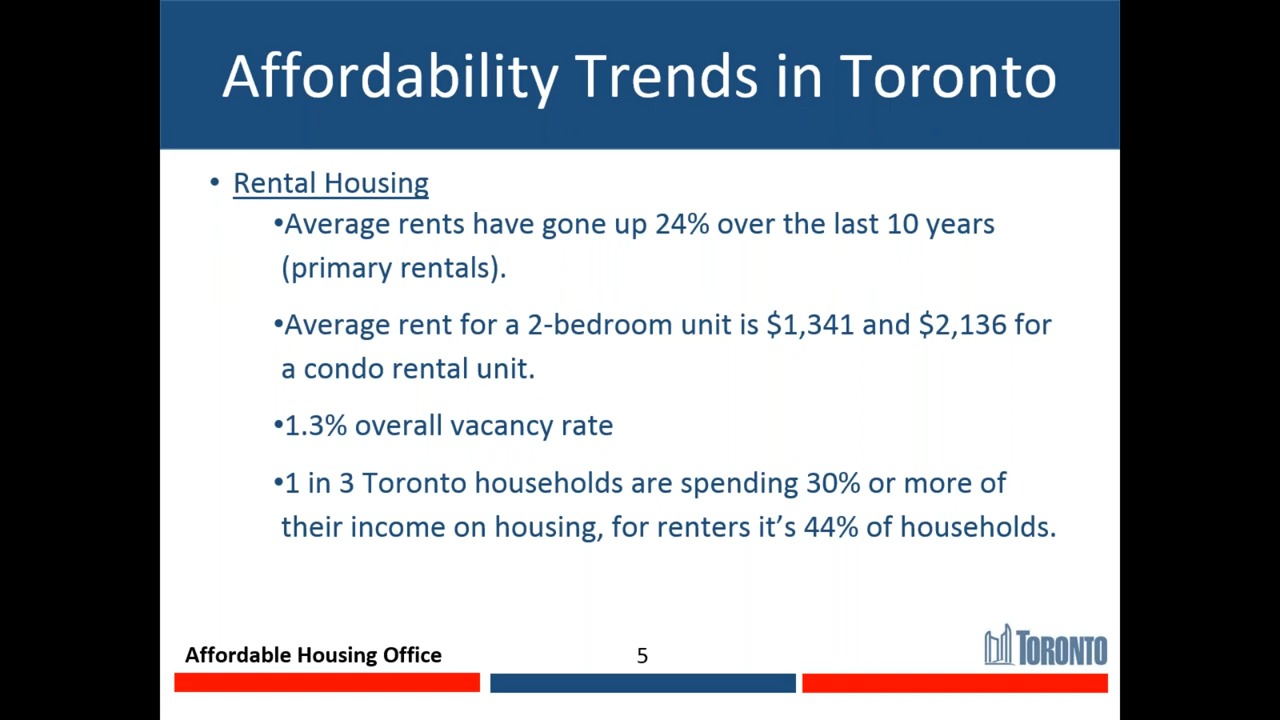 Affordability Trends in Toronto
• Rental Housing
•Average rents have gone up 24% over the last 10 years
(primary rentals).
•Average rent for a 2-bedroom unit is $1,341 and $2,136 for
a condo rental unit.
•1.3% overall vacancy rate
•1 in 3 Toronto households are spending 30% or more of
their income on housing, for renters it’s 44% of households.
Affordable Housing Office
5
TORONTO